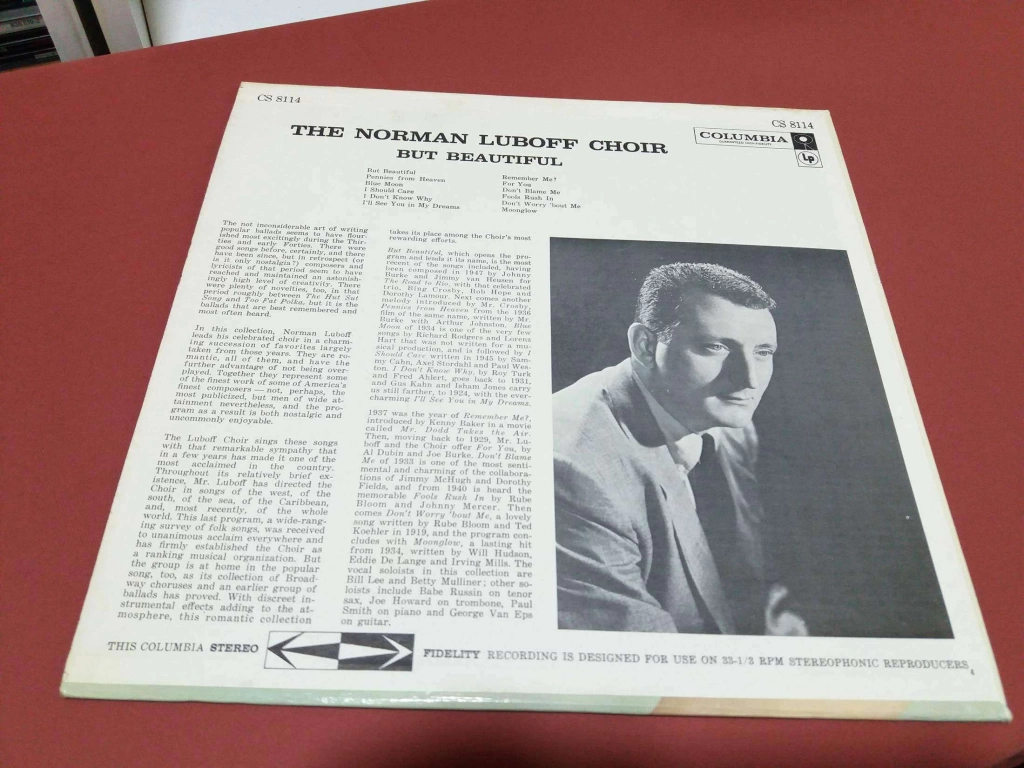 CS 8114
CS 8114
THE NORMAN LUBOFF CHOIR
BUT BEAUTIFUL
COLUMBIA
GUARANTEED HIGH-FIDELITY
Lp
But Beautiful
Pennies from Heaven
Blue Moon
I Should Care
I Don't Know Why
I'll See You in My Dreams
Remember Me?
For You
Don't Blame Me
Fools Rush In
Don't Worry 'bout Me
Moonglow
The not inconsiderable art of writing
popular ballads seems to have flour-
ished most excitingly during the Thir-
ties and early Forties. There were
good songs before, certainly, and there
have been since, but in retrospect (or
is it only nostalgia?) composers and
lyricists of that period seem to have
reached and maintained an astonish-
ingly high level of creativity. There
were plenty of novelties, too, in that
period roughly between The Hut Sut
Song and Too Fat Polka, but it is the
ballads that are best remembered and
most often heard.
In this collection, Norman Luboff
leads his celebrated choir in a charm-
ing succession of favorites largely
taken from those years. They are ro-
mantic, all of them, and have the
further advantage of not being over-
played. Together they represent some
of the finest work of some of America's
finest composers — not, perhaps, the
most publicized, but men of wide at-
tainment nevertheless, and the pro-
gram as a result is both nostalgic and
uncommonly enjoyable.
The Luboff Choir sings these songs
with that remarkable sympathy that
in a few years has made it one of the
most acclaimed in the country.
Throughout its relatively brief ex-
istence, Mr. Luboff has directed the
Choir in songs of the west, of the
south, of the sea, of the Caribbean,
and, most recently, of the whole
world. This last program, a wide-rang-
ing survey of folk songs, was received
to unanimous acclaim everywhere and
has firmly established the Choir as
a ranking musical organization. But
the group is at home in the popular
song, too, as its collection of Broad-
way choruses and an earlier group of
ballads has proved. With discreet in-
strumental effects adding to the at-
mosphere, this romantic collection
takes its place among the Choir's most
rewarding efforts.
But Beautiful, which opens the pro-
gram and lends it its name, is the most
recent of the songs included, having
been composed in 1947 by Johnny
Burke and Jimmy van Heusen for
The Road to Rio, with that celebrated
trio, Bing Crosby, Bob Hope and
Dorothy Lamour. Next comes another
melody introduced by Mr. Crosby,
Pennies from Heaven from the 1936
film of the same name, written by Mr.
Burke with Arthur Johnston. Blue
Moon of 1934 is one of the very few
songs by Richard Rodgers and Lorenz
Hart that was not written for a mu-
sical production, and is followed by I
Should Care, written in 1945 by Sam-
my Cahn, Axel Stordahl and Paul Wes-
ton. I Don't Know Why, by Roy Turk
and Fred Ahlert, goes back to 1931,
and Gus Kahn and Isham Jones carry
us still farther, to 1924, with the ever-
charming I'll See You in My Dreams.
1937 was the year of Remember Me?,
introduced by Kenny Baker in a movie
called Mr. Dodd Takes the Air.
Then, moving back to 1929, Mr. Lu-
boff and the Choir offer For You, by
Al Dubin and Joe Burke. Don't Blame
Me of 1933 is one of the most senti-
mental and charming of the collabora-
tions of Jimmy McHugh and Dorothy
Fields, and from 1940 is heard the
memorable Fools Rush In by Rube
Bloom and Johnny Mercer. Then
comes Don't Worry 'bout Me, a lovely
song written by Rube Bloom and Ted
Koehler in 1919, and the program con-
cludes with Moonglow, a lasting hit
from 1934, written by Will Hudson,
Eddie De Lange and Irving Mills. The
vocal soloists in this collection are
Bill Lee and Betty Mulliner; other so-
loists include Babe Russin on tenor
sax, Joe Howard on trombone, Paul
Smith on piano and George Van Eps
on guitar.
THIS COLUMBIA STEREO FIDELITY RECORDING IS DESIGNED FOR USE ON 33-1/3 RPM STEREOPHONIC REPRODUCERS.
4